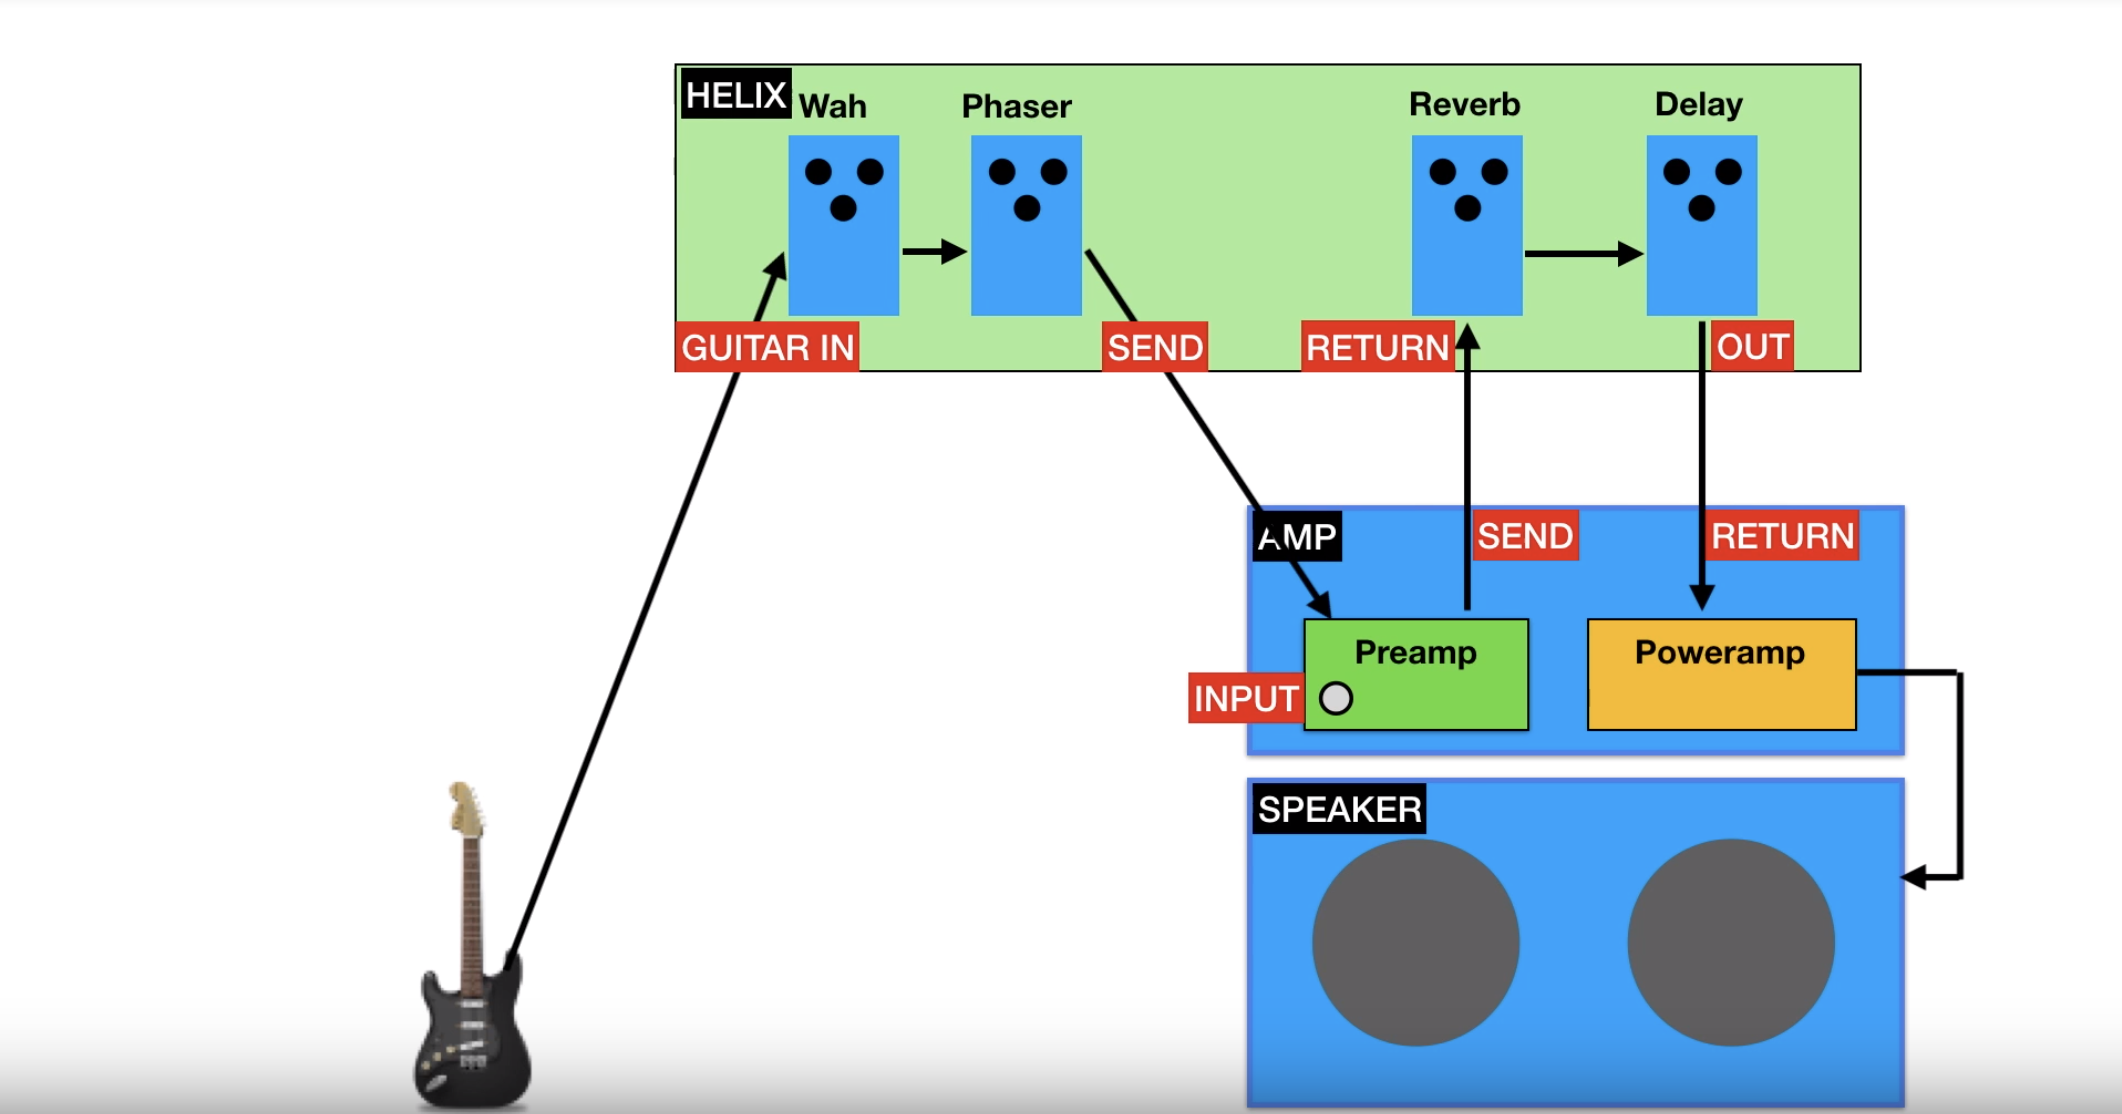 HELIX
Wah
Phaser
Reverb
Delay
GUITAR IN
SEND
RETURN
OUT
AMP
SEND
RETURN
Preamp
Poweramp
INPUT
SPEAKER